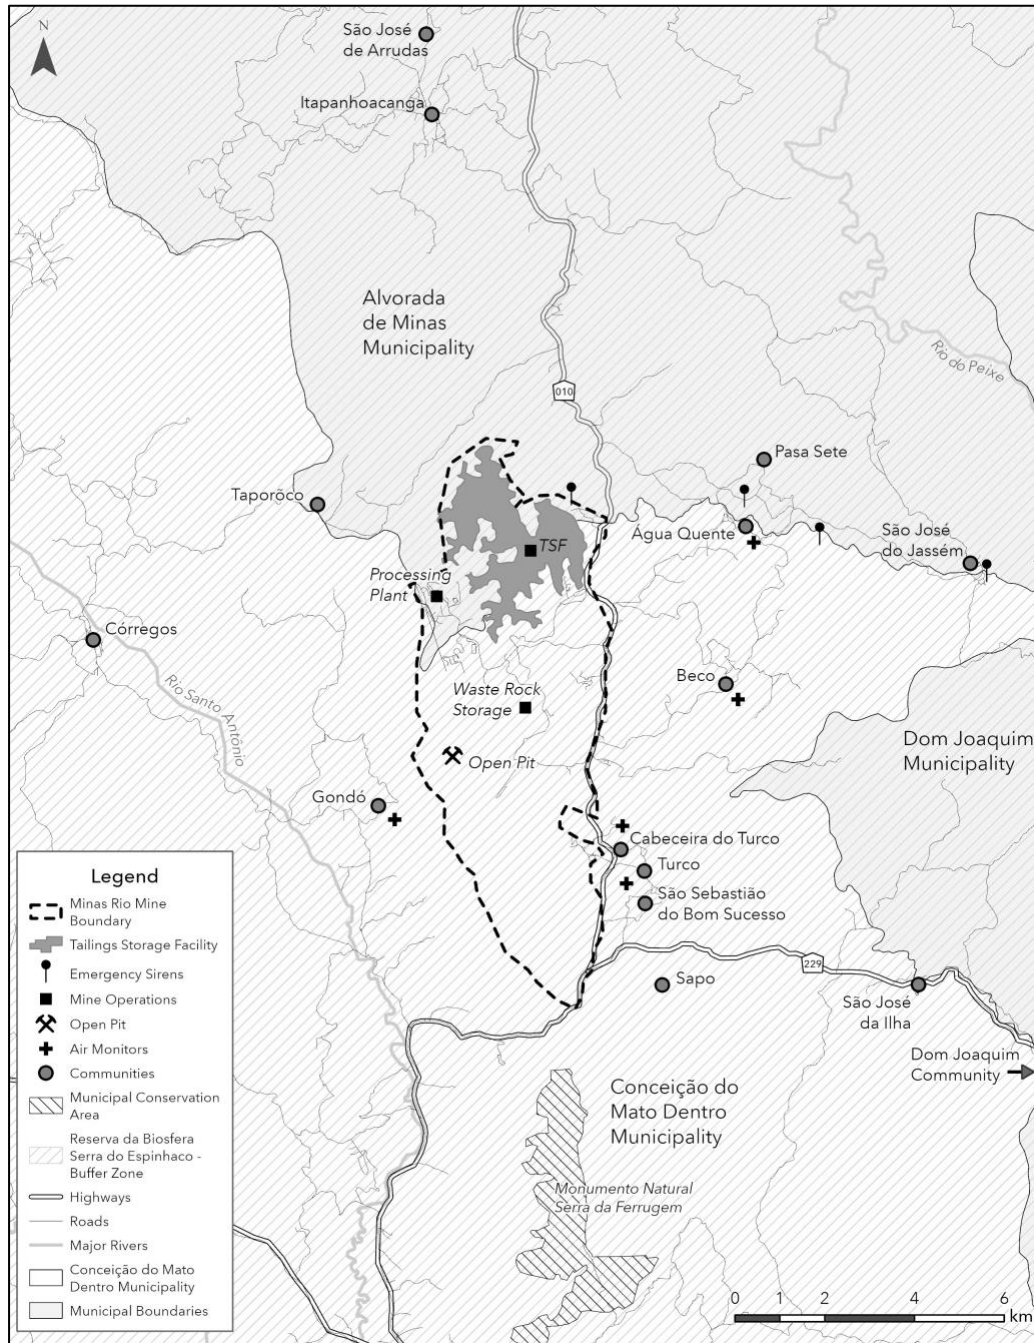 N
São José
de Arrudas
Itapanhoacanga
Alvorada
de Minas
Municipality
Rio do Peixe
010
Pasa Sete
Taporôco
TSF
Água Quente
São José
do Jassém
Processing
Plant
Córregos
Beco
Rio Santo Antônio
Waste Rock
Storage
Dom Joaquim
Municipality
Open Pit
Gondó
Cabeceira do Turco
Turco
São Sebastião
do Bom Sucesso
229
Sapo
São José
da Ilha
Dom Joaquim
Community
Conceição do
Mato Dentro
Municipality
Monumento Natural
Serra da Ferrugem
Legend
Minas Rio Mine
Boundary
Tailings Storage Facility
Emergency Sirens
Mine Operations
Open Pit
Air Monitors
Communites
Municipal Conservation
Area
Reserva da Biosfera
Serra do Espinhaco -
Buffer Zone
Highways
Roads
Major Rivers
Conceição do Mato
Dentro Municipality
Municipal Boundaries
0 1 2 4 6
km